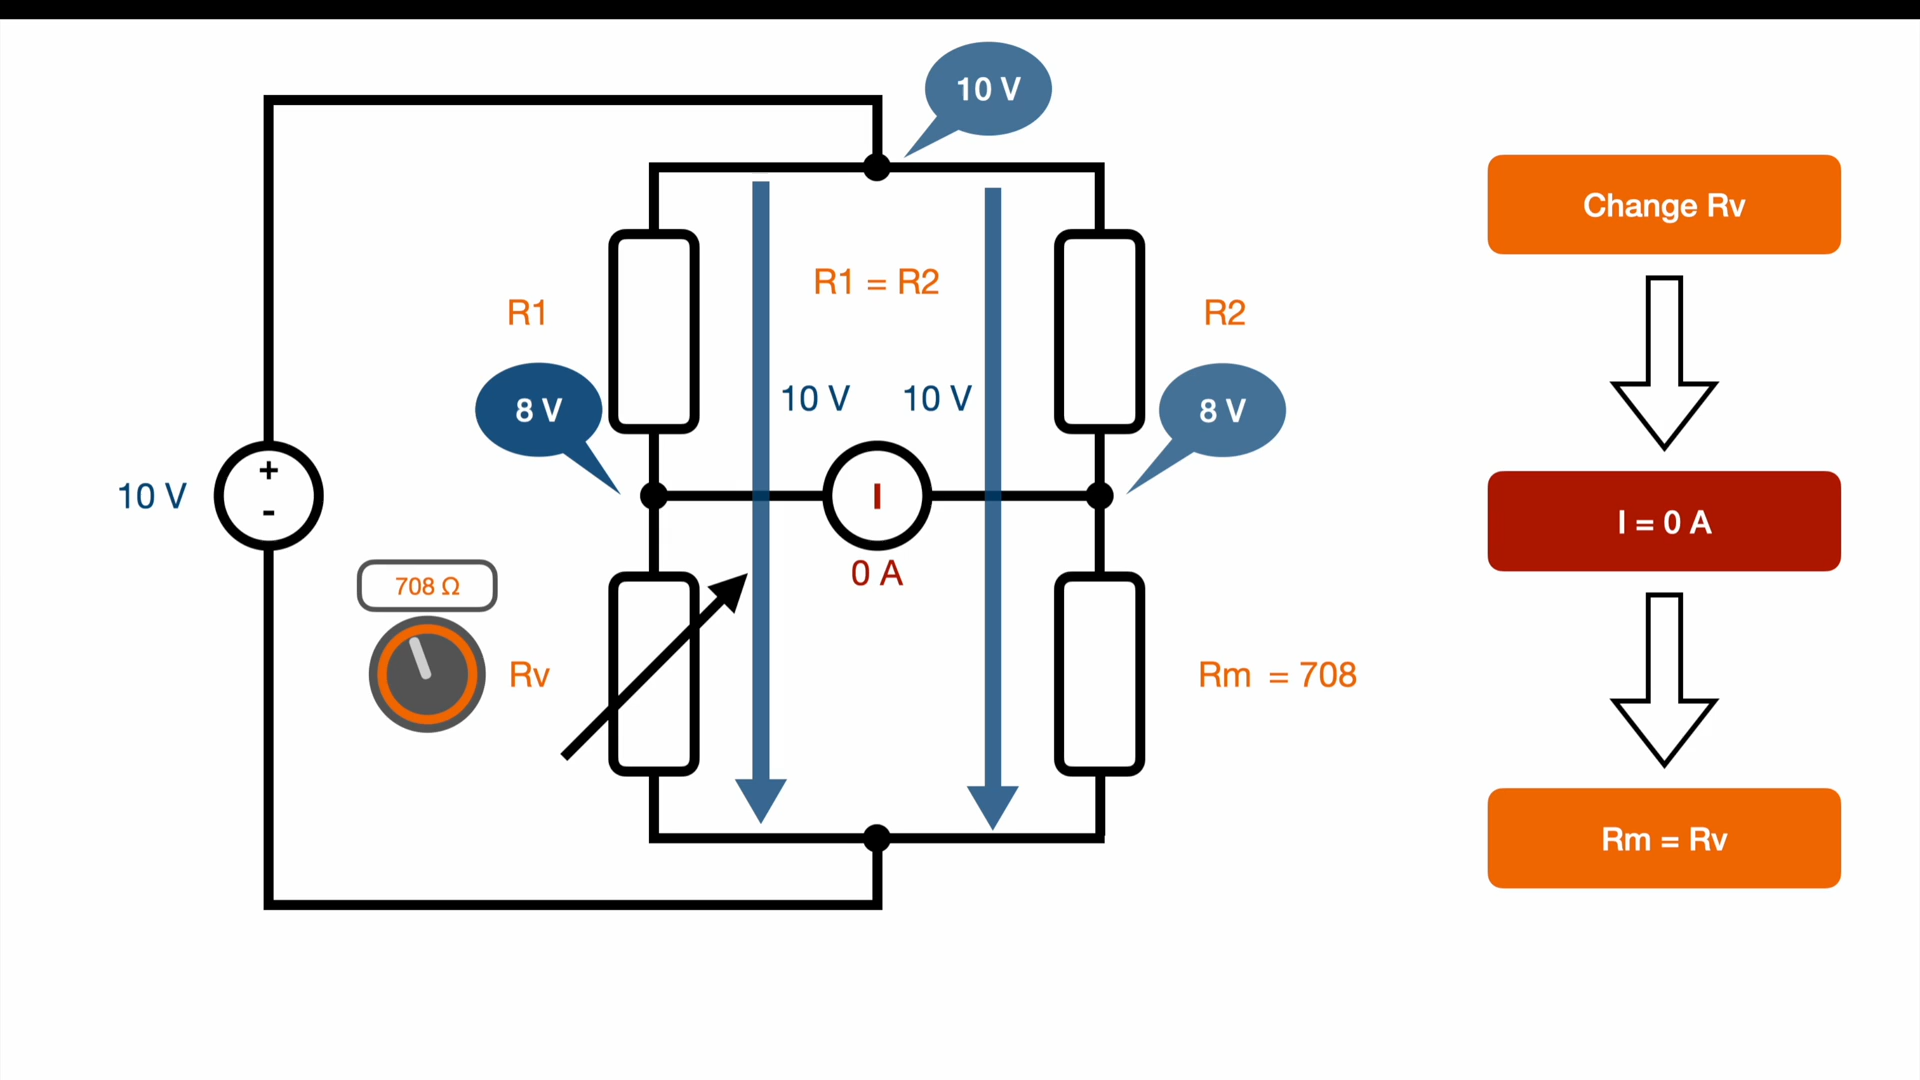 10 V
Change Rv
R1 = R2
R1
R2
10 V
10 V
8 V
8 V
+
-
10 V
I
I = 0 A
0 A
708 Ω
Rv
Rm = 708
Rm = Rv